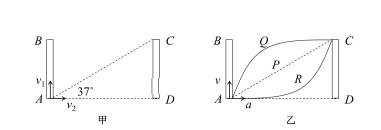 B C
v₁
37°
A v₂ D
甲
B Q C
P
v R
A a D
乙